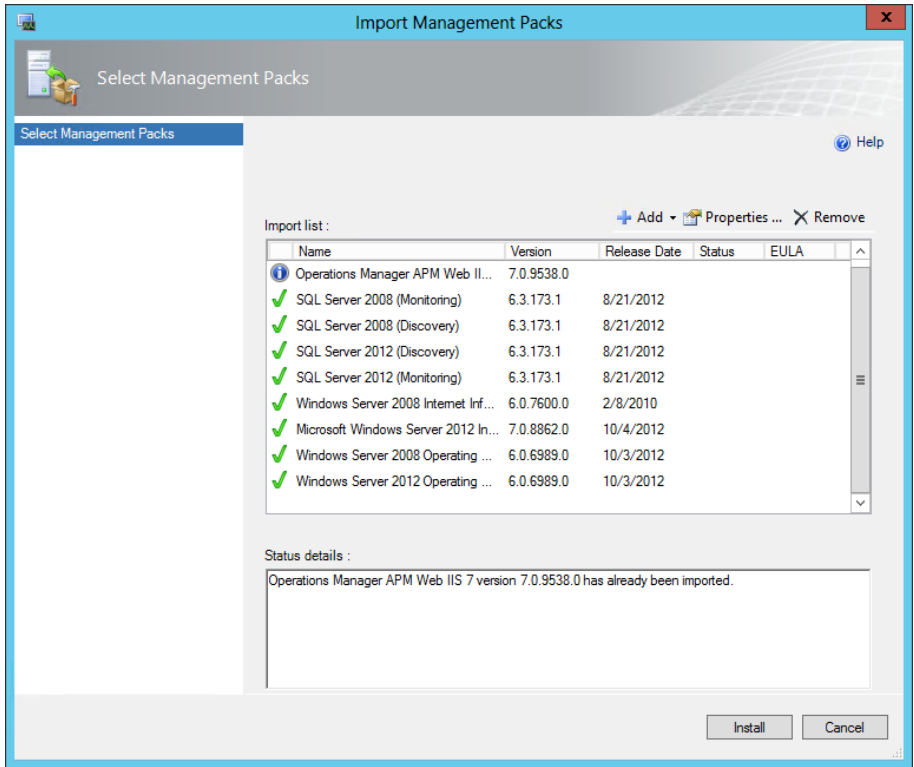 Import Management Packs
x
Select Management Packs
Select Management Packs
Help
Import list :
Add Properties ... Remove
Name Version Release Date Status EULA
Operations Manager APM Web II... 7.0.9538.0
SQL Server 2008 (Monitoring) 6.3.173.1 8/21/2012
SQL Server 2008 (Discovery) 6.3.173.1 8/21/2012
SQL Server 2012 (Discovery) 6.3.173.1 8/21/2012
SQL Server 2012 (Monitoring) 6.3.173.1 8/21/2012
Windows Server 2008 Internet Inf... 6.0.7600.0 2/8/2010
Microsoft Windows Server 2012 In... 7.0.8862.0 10/4/2012
Windows Server 2008 Operating ... 6.0.6989.0 10/3/2012
Windows Server 2012 Operating ... 6.0.6989.0 10/3/2012
Status details :
Operations Manager APM Web IIS 7 version 7.0.9538.0 has already been imported.
Install Cancel